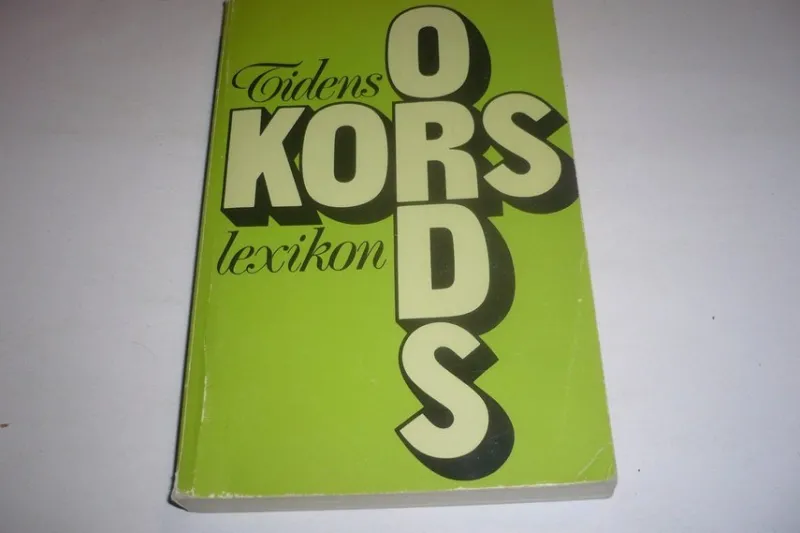 Tidens
KORS
ORDS
lexikon